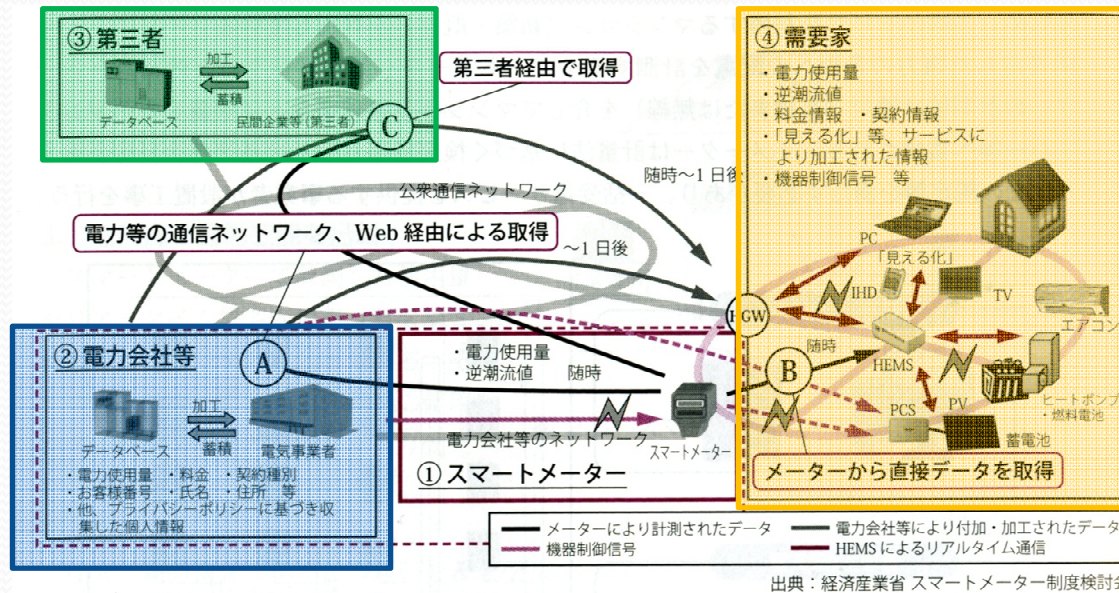 ③ 第三者
加工
蓄積
データベース
民間企業等(第三者)
C
第三者経由で取得
公衆通信ネットワーク
随時～1日後
電力等の通信ネットワーク、Web 経由による取得
～1日後
② 電力会社等
A
加工
蓄積
データベース
電気事業者
・電力使用量 ・料金 ・契約種別
・お客様番号 ・氏名 ・住所 等
・他、プライバシーポリシーに基づき収
集した個人情報
・電力使用量
・逆潮流値 随時
電力会社等のネットワーク
スマートメーター
① スマートメーター
④ 需要家
・電力使用量
・逆潮流値
・料金情報 ・契約情報
・「見える化」等、サービスに
より加工された情報
・機器制御信号 等
PC
「見える化」
IHD
TV
HGW
エアコン
随時
B
HEMS
ヒートポンプ
・燃料電池
PCS
PV
蓄電池
メーターから直接データを取得
メーターにより計測されたデータ
電力会社等により付加・加工されたデータ
機器制御信号
HEMS によるリアルタイム通信
出典：経済産業省 スマートメーター制度検討会